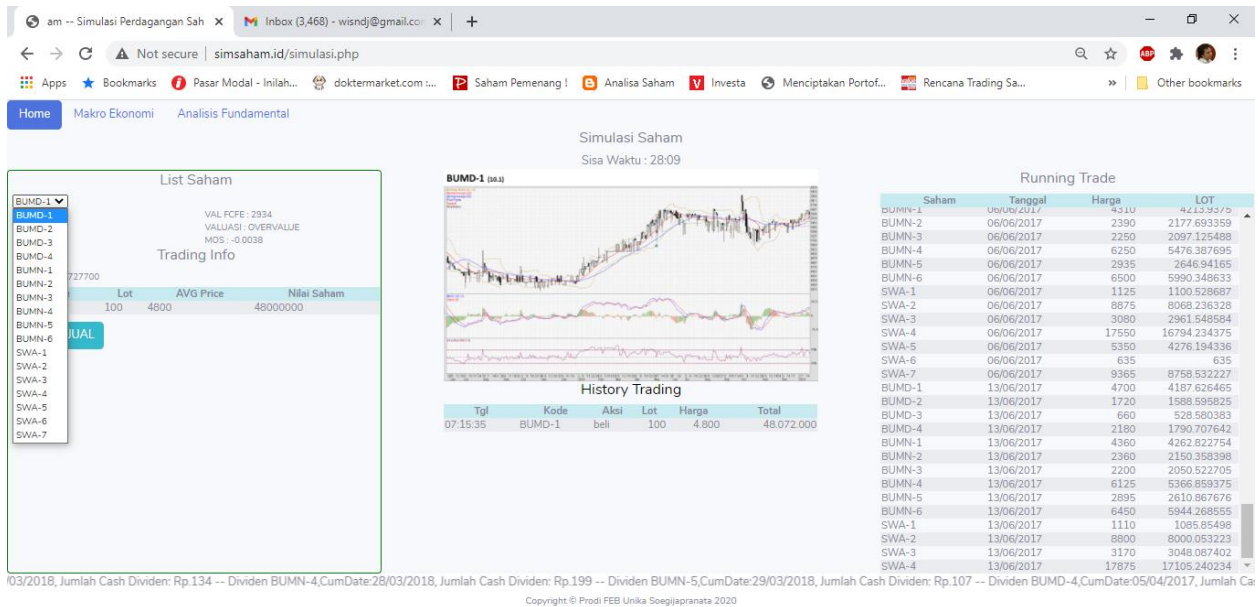 am -- Simulasi Perdagangan Sah
Inbox (3,468) - wisndj@gmail.con
Not secure | simsaham.id/simulasi.php
Apps Bookmarks Pasar Modal - Inilah... doktermarket.com :... Saham Pemenang ! Analisa Saham Investa Menciptakan Portof... Rencana Trading Sa... » Other bookmarks
Home Makro Ekonomi Analisis Fundamental
Simulasi Saham
Sisa Waktu : 28:09
List Saham
BUMD-1
BUMD-1
BUMD-2
BUMD-3
BUMD-4
BUMN-1
BUMN-2
BUMN-3
BUMN-4
BUMN-5
BUMN-6
SWA-1
SWA-2
SWA-3
SWA-4
SWA-5
SWA-6
SWA-7
VAL FCFE : 2934
VALUASI : OVERVALUE
MOS : -0.0038
Trading Info
727700
Lot AVG Price Nilai Saham
100 4800 48000000
JUAL
BUMD-1 (10.1)
History Trading
Tgl Kode Aksi Lot Harga Total
07:15:35 BUMD-1 beli 100 4.800 48.072.000
Running Trade
Saham Tanggal Harga LOT
BUMN-1 06/06/2017 4310 4213.9375
BUMN-2 06/06/2017 2390 2177.693359
BUMN-3 06/06/2017 2250 2097.125488
BUMN-4 06/06/2017 6250 5476.387695
BUMN-5 06/06/2017 2935 2646.94165
BUMN-6 06/06/2017 6500 5990.348633
SWA-1 06/06/2017 1125 1100.528687
SWA-2 06/06/2017 8875 8068.236328
SWA-3 06/06/2017 3080 2961.548584
SWA-4 06/06/2017 17550 16794.234375
SWA-5 06/06/2017 5350 4276.194336
SWA-6 06/06/2017 635 635
SWA-7 06/06/2017 9365 8758.532227
BUMD-1 13/06/2017 4700 4187.626465
BUMD-2 13/06/2017 1720 1588.595825
BUMD-3 13/06/2017 660 528.580383
BUMD-4 13/06/2017 2180 1790.707642
BUMN-1 13/06/2017 4360 4262.822754
BUMN-2 13/06/2017 2360 2150.358398
BUMN-3 13/06/2017 2200 2050.522705
BUMN-4 13/06/2017 6125 5366.859375
BUMN-5 13/06/2017 2895 2610.867676
BUMN-6 13/06/2017 6450 5944.268555
SWA-1 13/06/2017 1110 1085.85498
SWA-2 13/06/2017 8800 8000.053223
SWA-3 13/06/2017 3170 3048.087402
SWA-4 13/06/2017 17875 17105.240234
/03/2018, Jumlah Cash Dividen: Rp.134 -- Dividen BUMN-4,CumDate:28/03/2018, Jumlah Cash Dividen: Rp.199 -- Dividen BUMN-5,CumDate:29/03/2018, Jumlah Cash Dividen: Rp.107 -- Dividen BUMD-4,CumDate:05/04/2017, Jumlah Ca
Copyright © Prodi FEB Unika Soegijapranata 2020